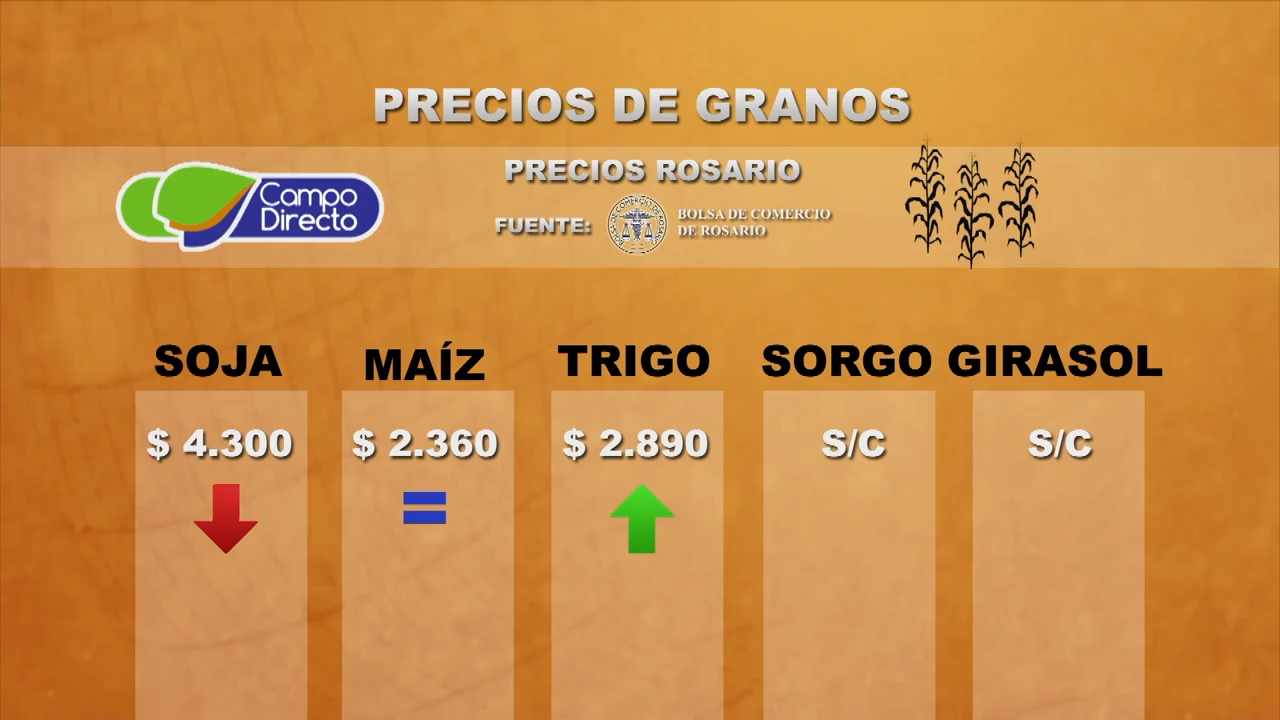 PRECIOS DE GRANOS
Campo
Directo
PRECIOS ROSARIO
FUENTE:
BOLSA DE COMERCIO
DE ROSARIO
SOJA MAÍZ TRIGO SORGO GIRASOL
$ 4.300 $ 2.360 $ 2.890 S/C S/C